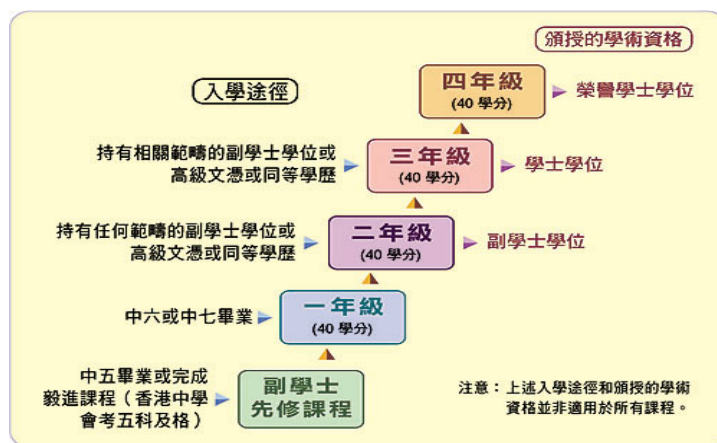 頒授的學術資格
入學途徑
四年級
(40 學分)
榮譽學士學位
持有相關範疇的副學士學位或
高級文憑或同等學歷
三年級
(40 學分)
學士學位
持有任何範疇的副學士學位或
高級文憑或同等學歷
二年級
(40 學分)
副學士學位
中六或中七畢業
一年級
(40 學分)
中五畢業或完成
毅進課程（香港中學
會考五科及格）
副學士
先修課程
注意：上述入學途徑和頒授的學術
資格並非適用於所有課程。